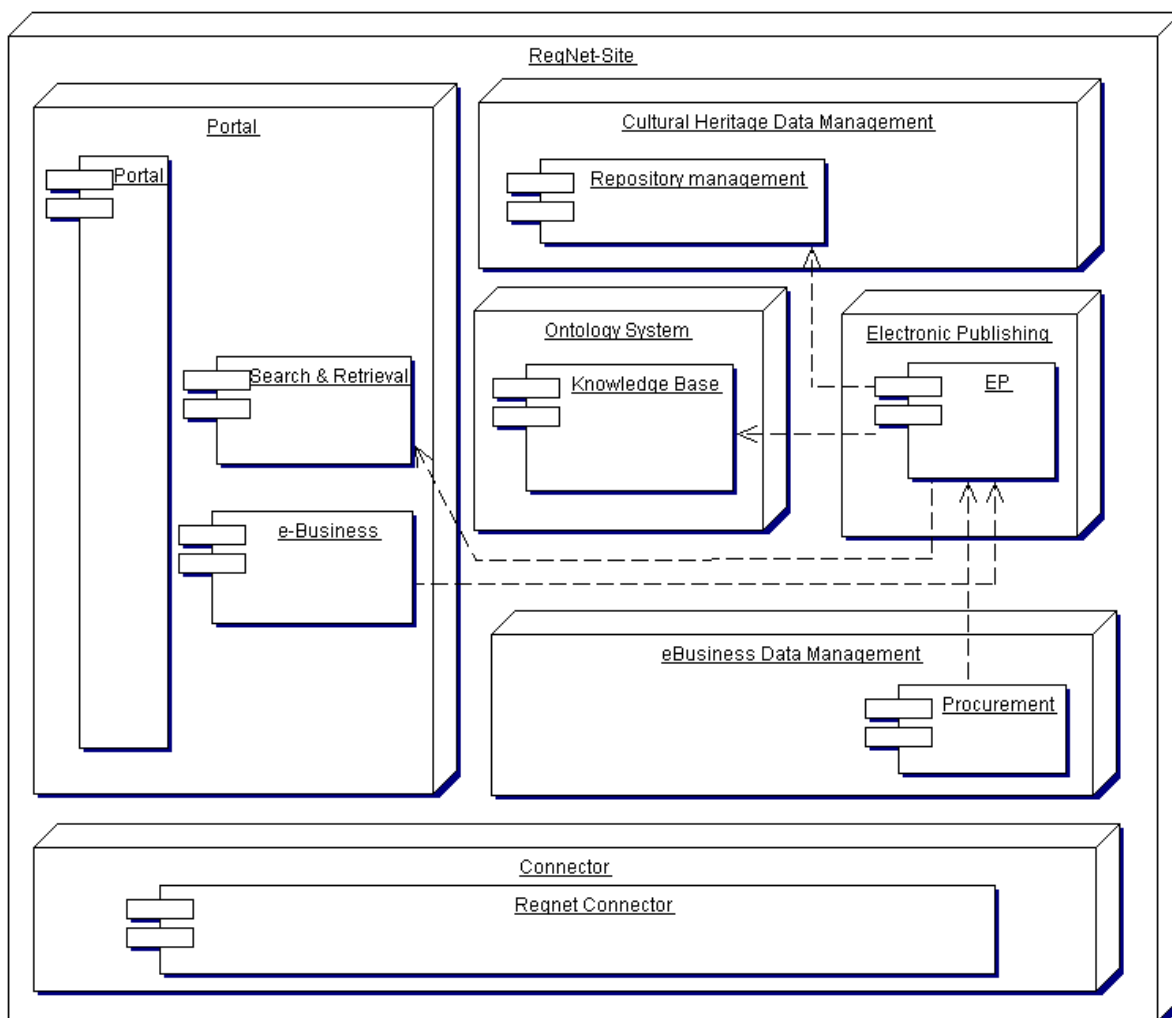 RegNet-Site
Portal
Portal
Search & Retrieval
e-Business
Cultural Heritage Data Management
Repository management
Ontology System
Knowledge Base
Electronic Publishing
EP
eBusiness Data Management
Procurement
Connector
Regnet Connector